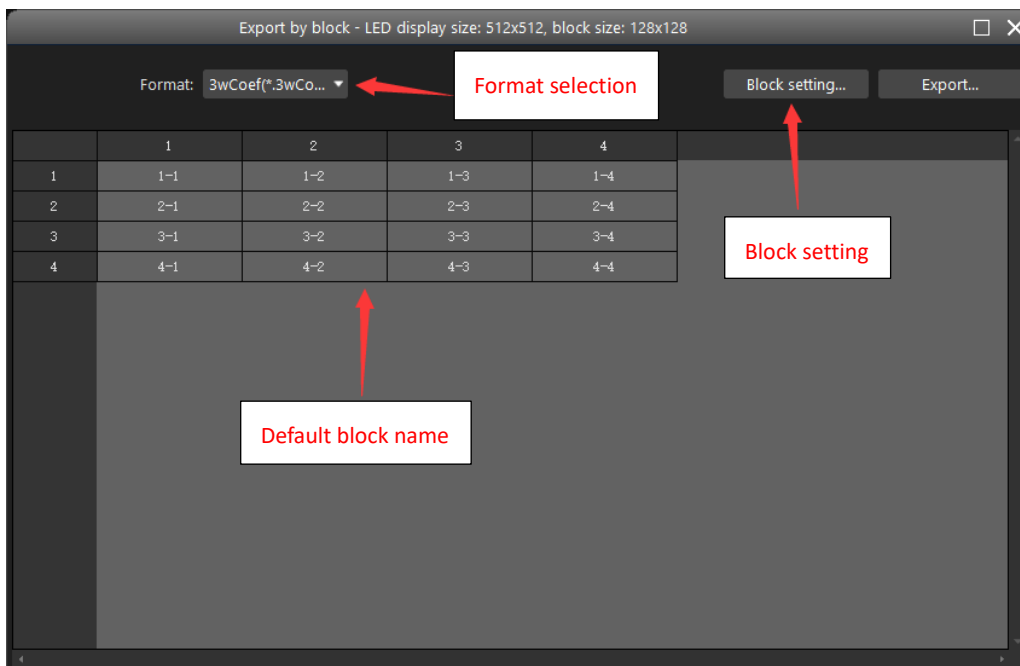 Export by block - LED display size: 512x512, block size: 128x128
Format: 3wCoef(*.3wCo... Format selection Block setting... Export...
1 2 3 4
1 1-1 1-2 1-3 1-4
2 2-1 2-2 2-3 2-4
3 3-1 3-2 3-3 3-4
4 4-1 4-2 4-3 4-4
Block setting
Default block name